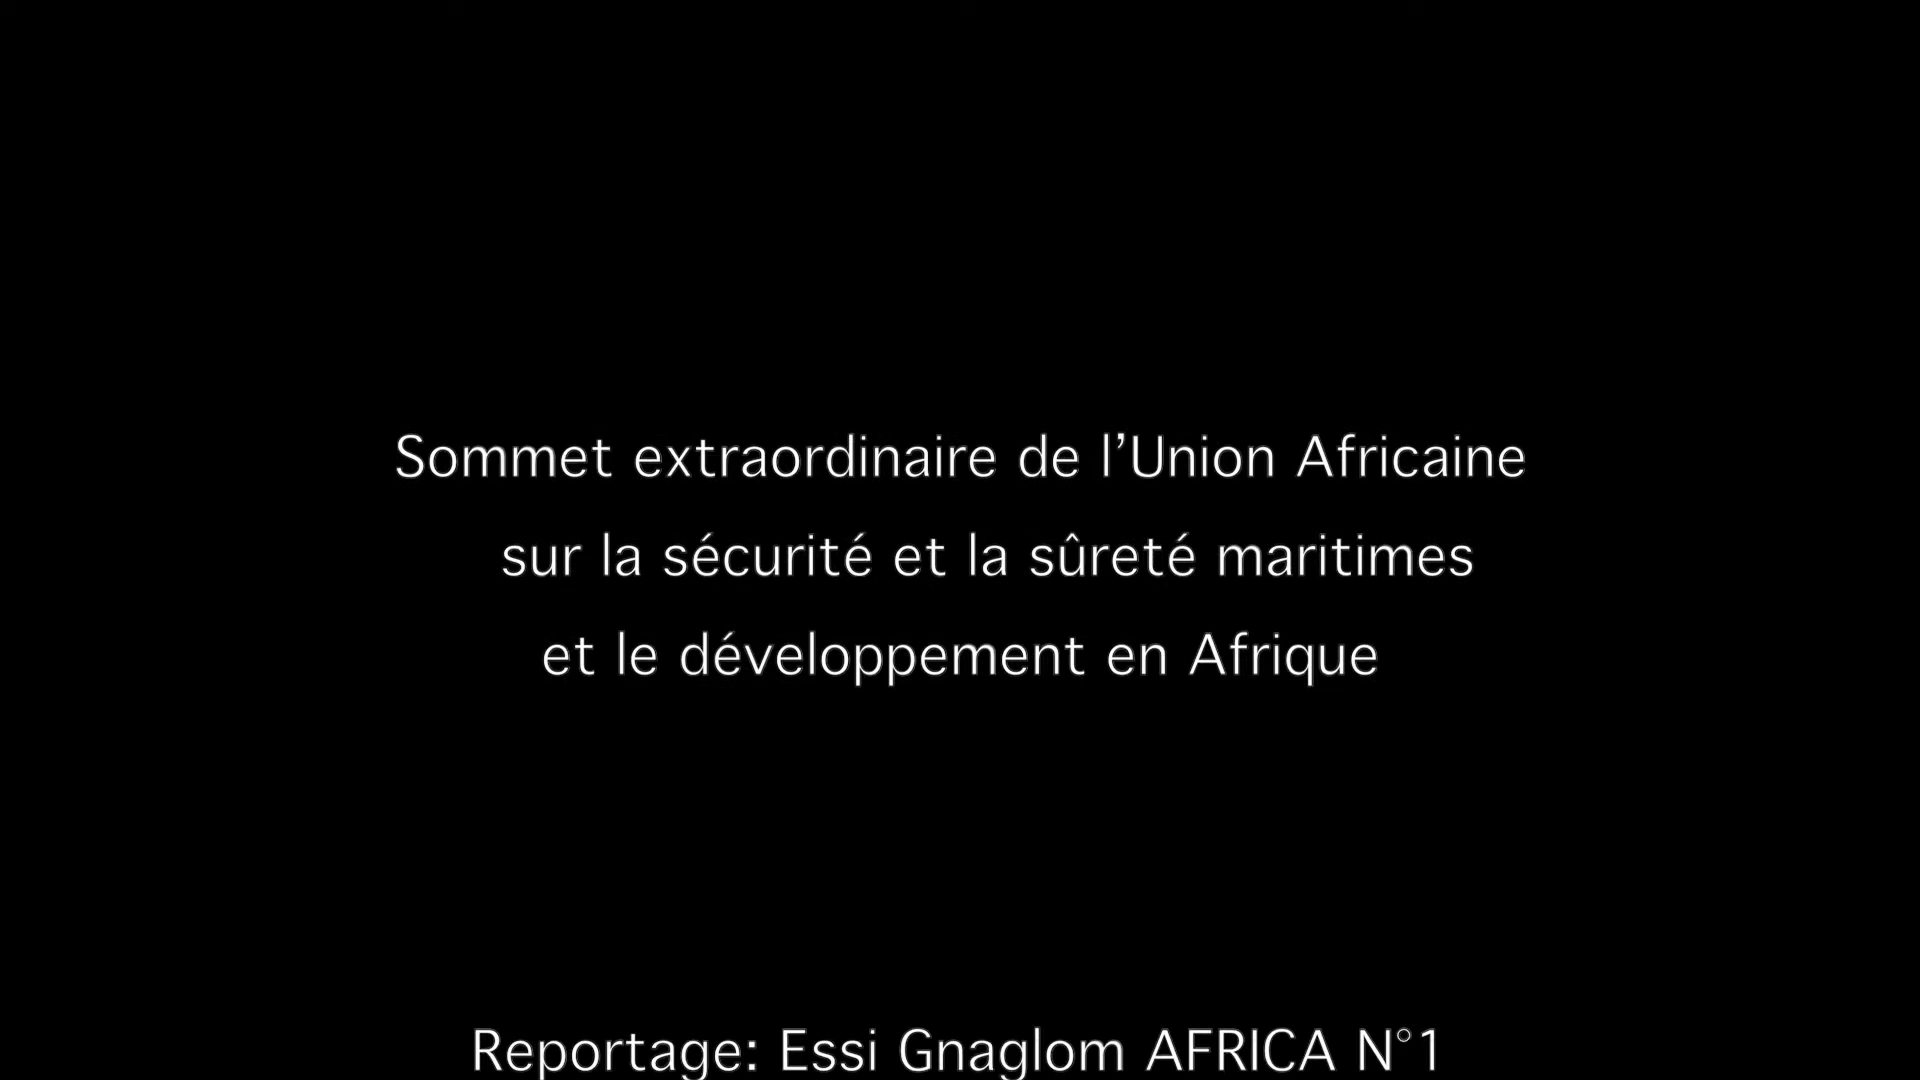 Sommet extraordinaire de l’Union Africaine
sur la sécurité et la sûreté maritimes
et le développement en Afrique
Reportage: Essi Gnaglom AFRICA N°1